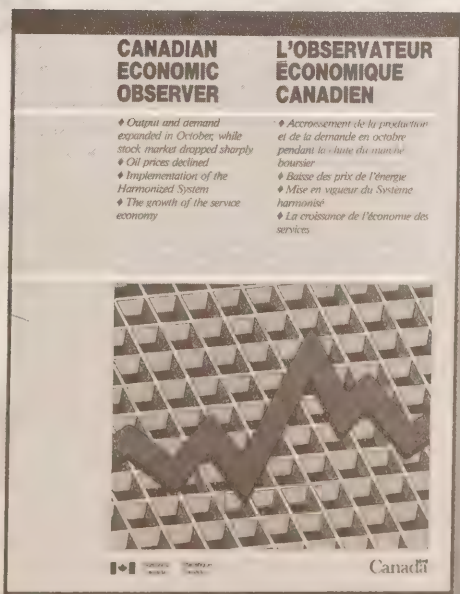 CANADIAN
ECONOMIC
OBSERVER
♦ Output and demand
expanded in October, while
stock market dropped sharply
♦ Oil prices declined
♦ Implementation of the
Harmonized System
♦ The growth of the service
economy
L'OBSERVATEUR
ÉCONOMIQUE
CANADIEN
♦ Accroissement de la production
et de la demande en octobre
pendant la chute du marché
boursier
♦ Baisse des prix de l'énergie
♦ Mise en vigueur du Système
harmonisé
♦ La croissance de l'économie des
services
Canada